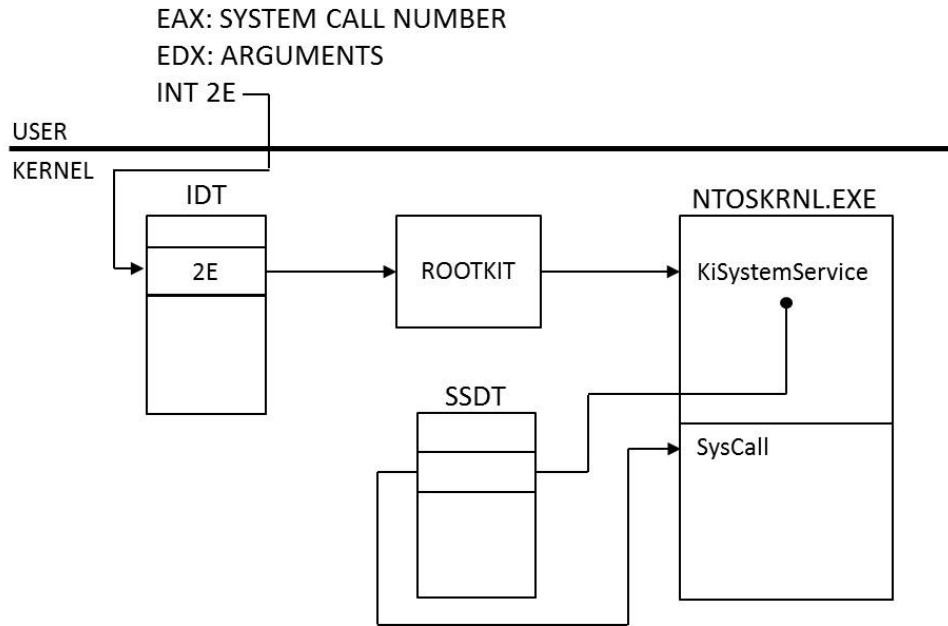 EAX: SYSTEM CALL NUMBER
EDX: ARGUMENTS
INT 2E
USER
KERNEL
IDT
NTOSKRNL.EXE
2E
ROOTKIT
KiSystemService
SSDT
SysCall